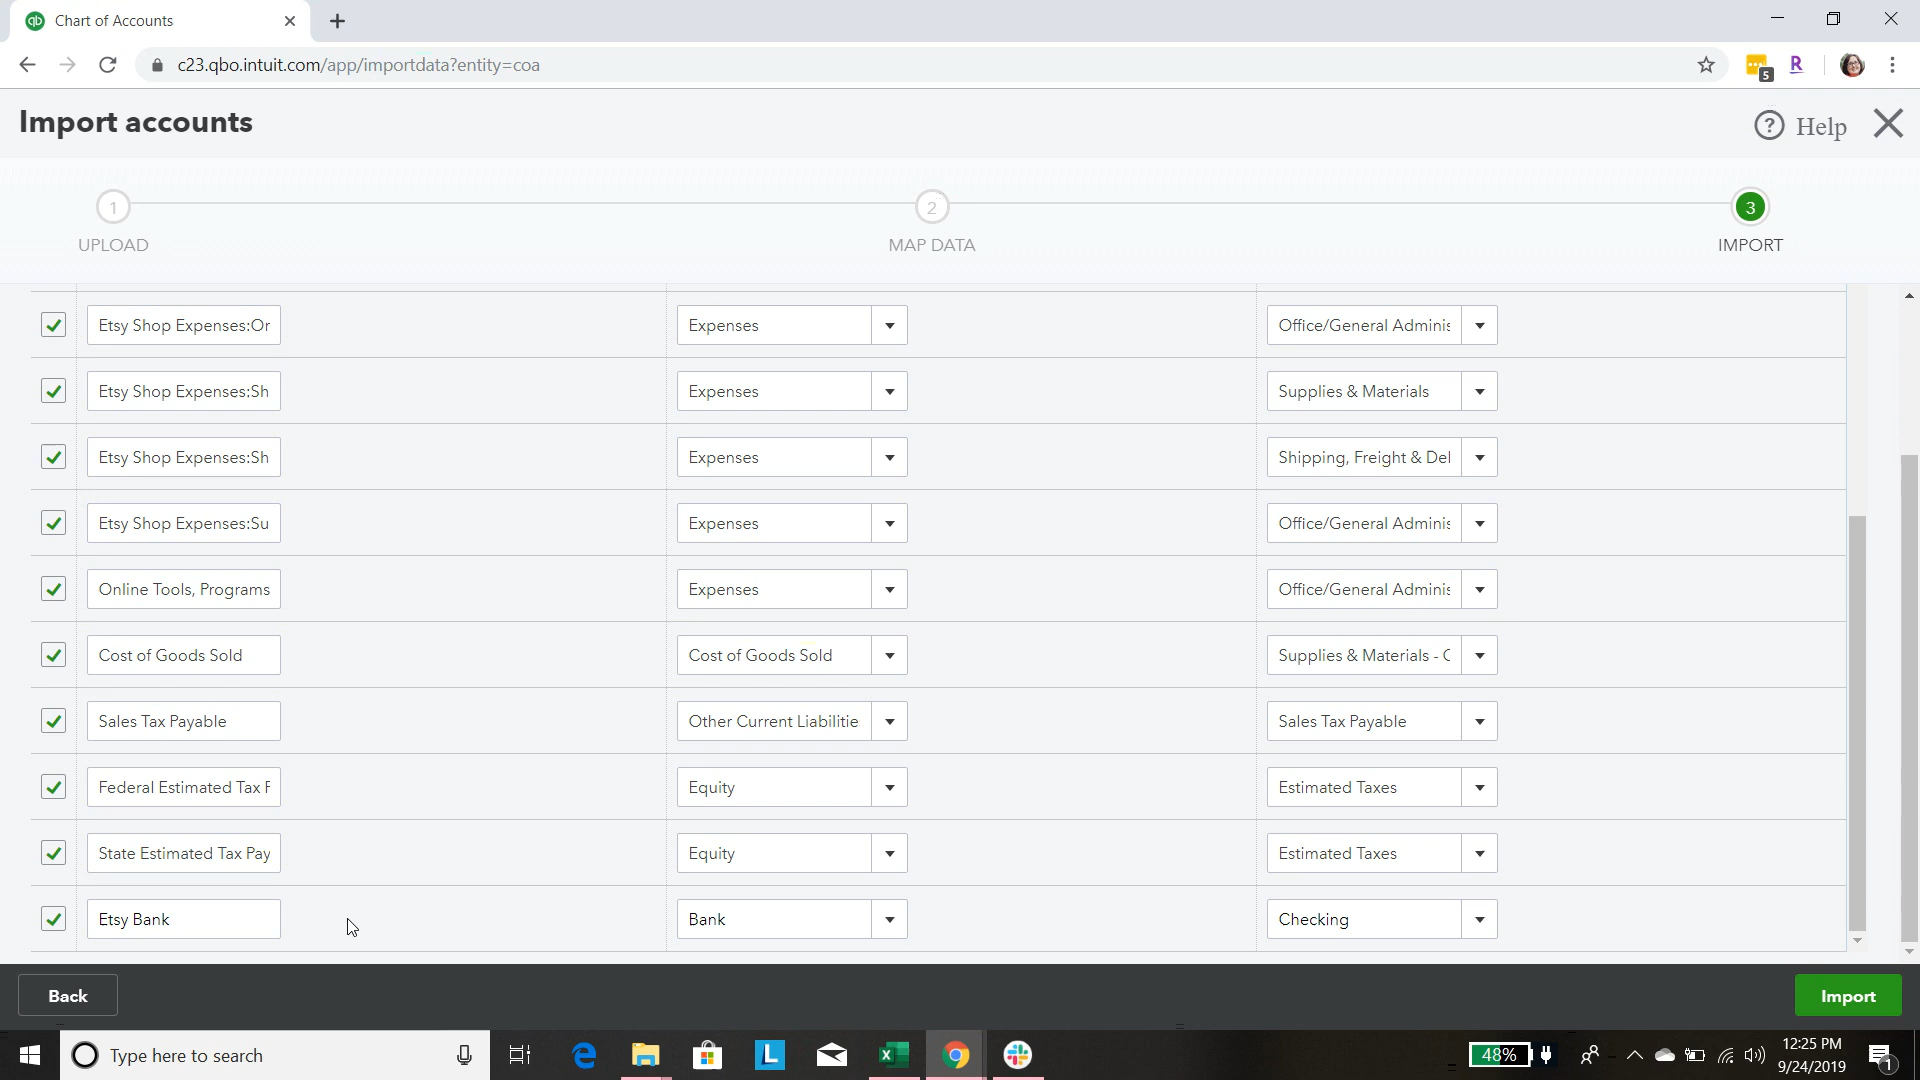 Chart of Accounts
c23.qbo.intuit.com/app/importdata?entity=coa
5
R
Import accounts
? Help
1
2
3
UPLOAD
MAP DATA
IMPORT
Etsy Shop Expenses:Or
Expenses
Office/General Adminis
Etsy Shop Expenses:Sh
Expenses
Supplies & Materials
Etsy Shop Expenses:Sh
Expenses
Shipping, Freight & Del
Etsy Shop Expenses:Su
Expenses
Office/General Adminis
Online Tools, Programs
Expenses
Office/General Adminis
Cost of Goods Sold
Cost of Goods Sold
Supplies & Materials - C
Sales Tax Payable
Other Current Liabilitie
Sales Tax Payable
Federal Estimated Tax F
Equity
Estimated Taxes
State Estimated Tax Pay
Equity
Estimated Taxes
Etsy Bank
Bank
Checking
Back
Import
Type here to search
48%
12:25 PM
9/24/2019
1